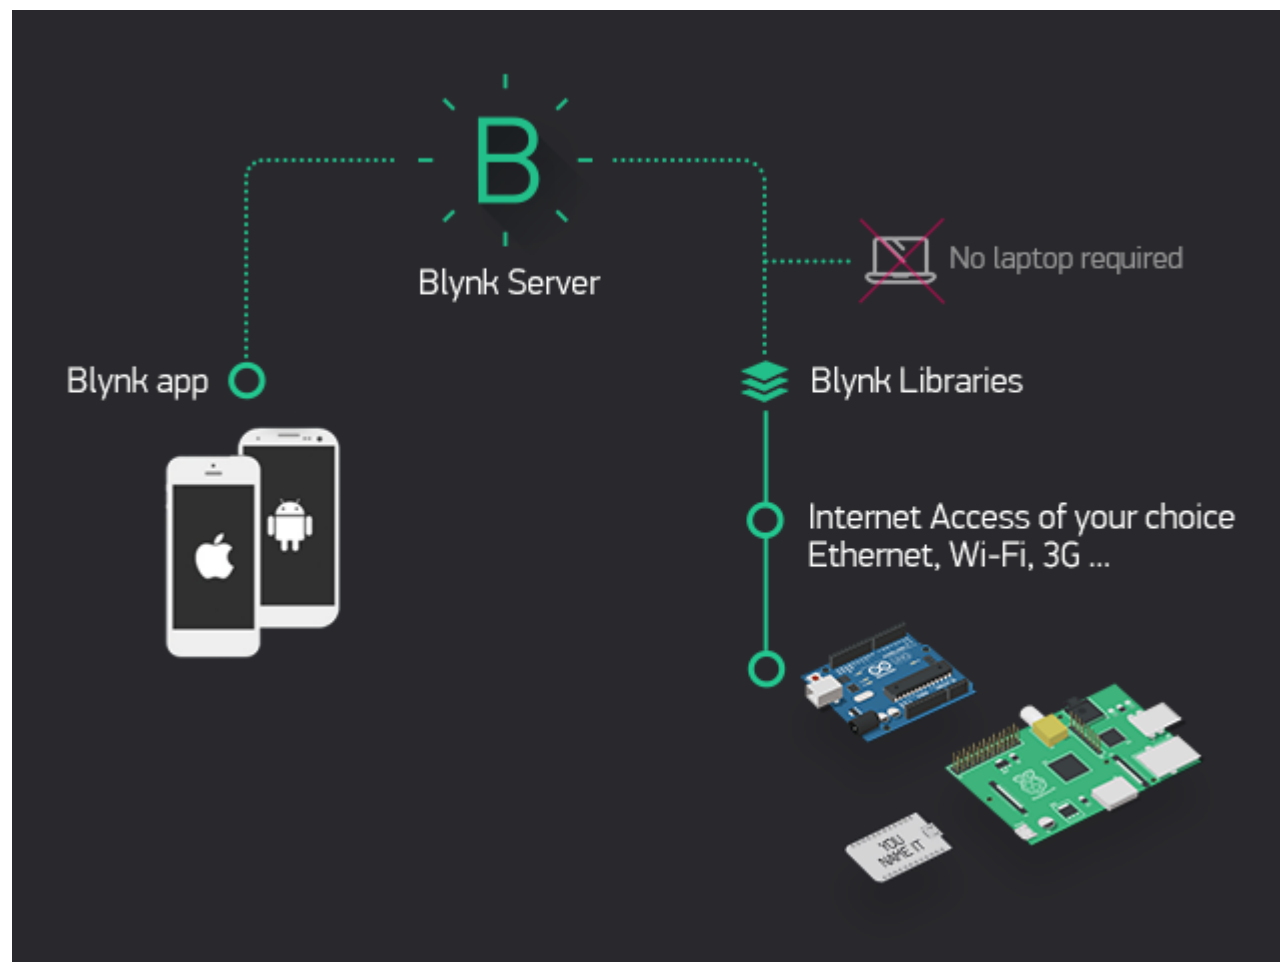 B
Blynk Server
No laptop required
Blynk app
Blynk Libraries
Internet Access of your choice
Ethernet, Wi-Fi, 3G ...
YOU
NAME IT